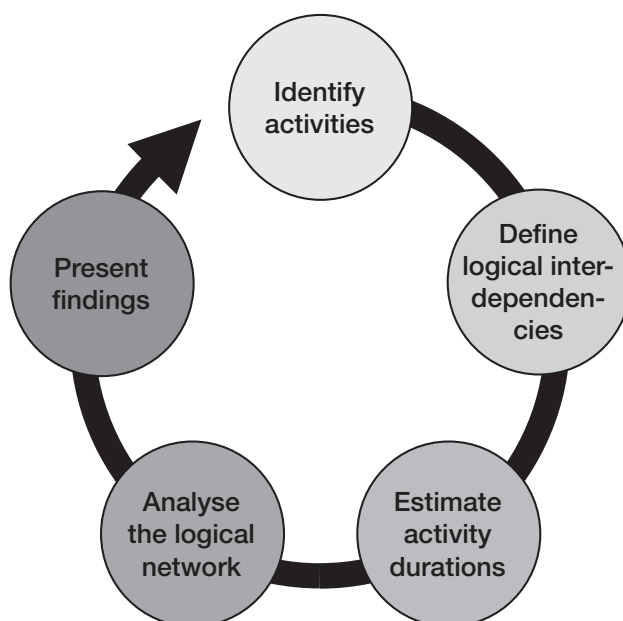 Identify
activities
Define
logical inter-
dependen-
cies
Estimate
activity
durations
Analyse
the logical
network
Present
findings